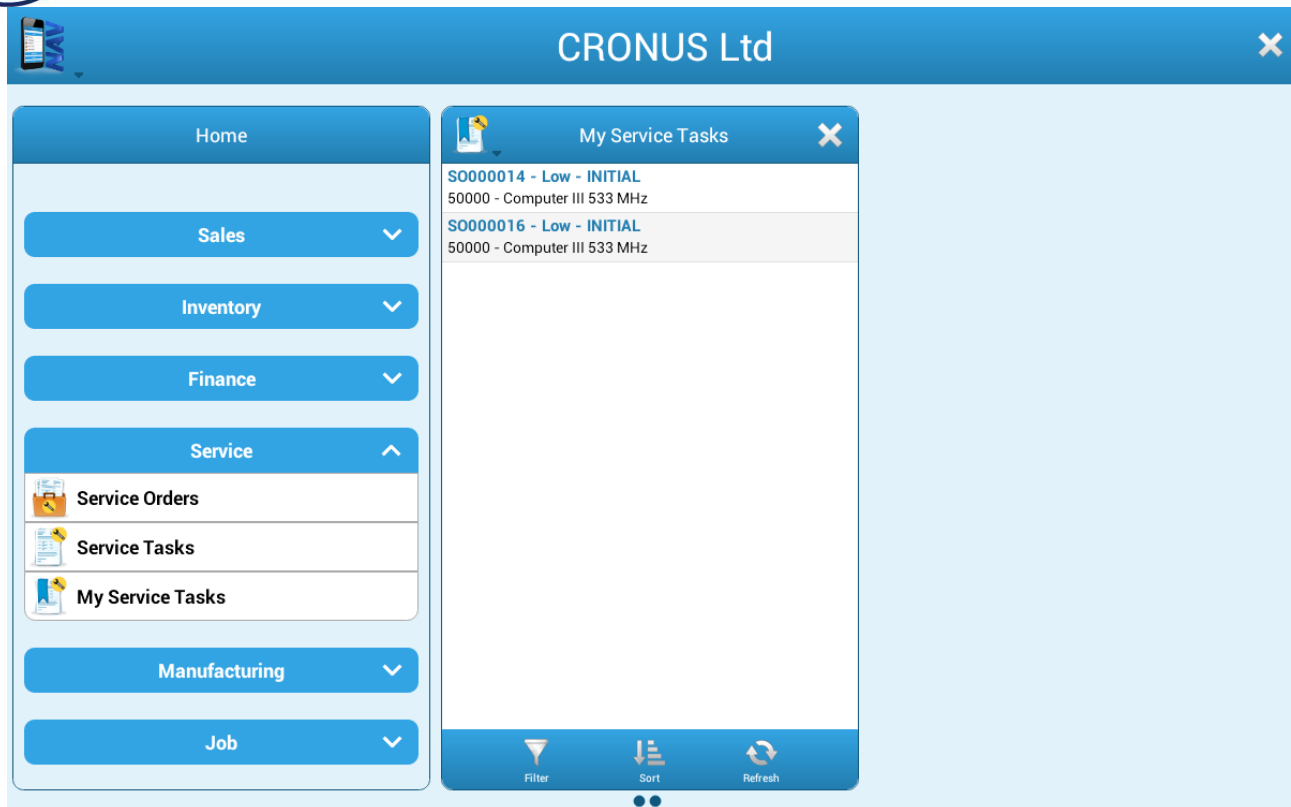 NAV
CRONUS Ltd
Home
Sales
Inventory
Finance
Service
Service Orders
Service Tasks
My Service Tasks
Manufacturing
Job
My Service Tasks
SO000014 - Low - INITIAL
50000 - Computer III 533 MHz
SO000016 - Low - INITIAL
50000 - Computer III 533 MHz
Filter
Sort
Refresh